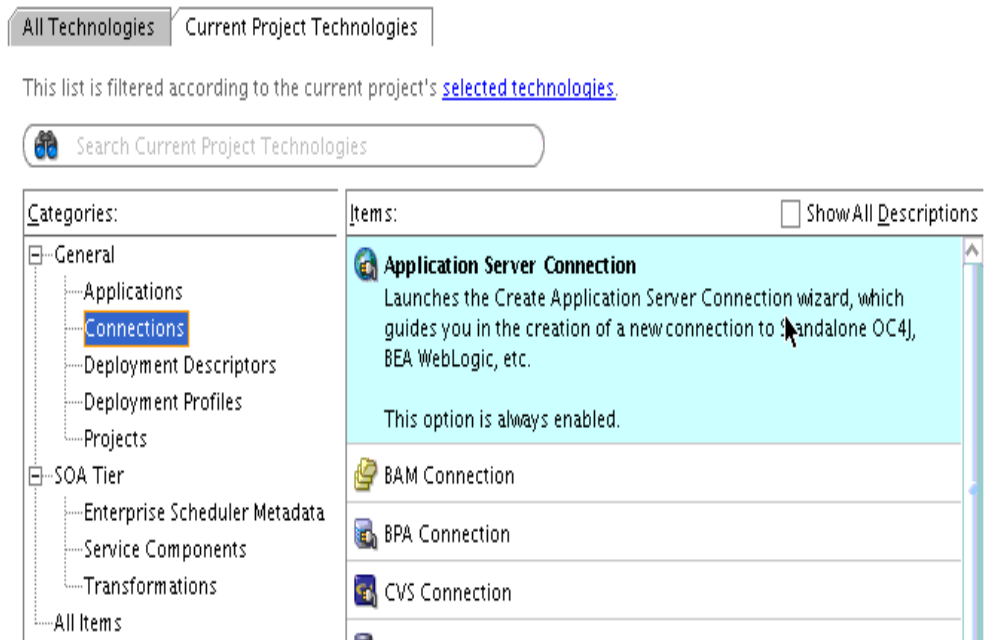 All Technologies
Current Project Technologies
This list is filtered according to the current project's selected technologies.
Search Current Project Technologies
Categories:
General
Applications
Connections
Deployment Descriptors
Deployment Profiles
Projects
SOA Tier
Enterprise Scheduler Metadata
Service Components
Transformations
All Items
Items:
Show All Descriptions
Application Server Connection
Launches the Create Application Server Connection wizard, which
guides you in the creation of a new connection to Standalone OC4J,
BEA WebLogic, etc.
This option is always enabled.
BAM Connection
BPA Connection
CVS Connection